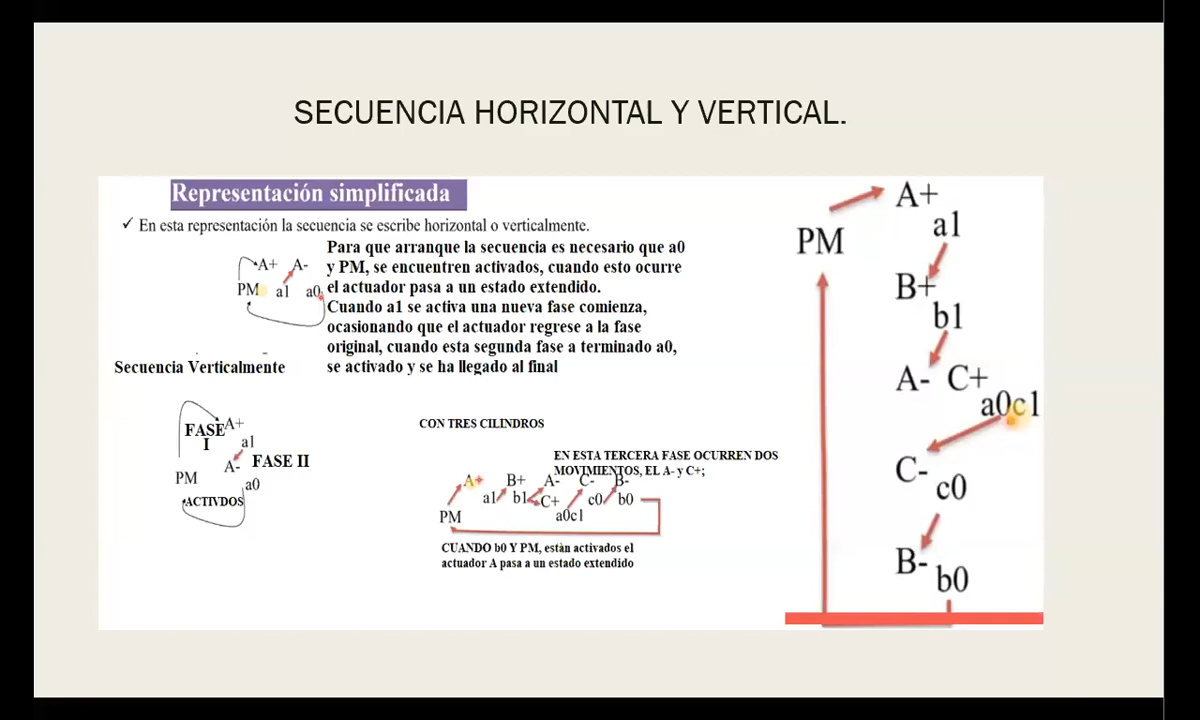 SECUENCIA HORIZONTAL Y VERTICAL.
Representación simplificada
✓ En esta representación la secuencia se escribe horizontal o verticalmente.
A+ A-
PM a1 a0
Para que arranque la secuencia es necesario que a0
y PM, se encuentren activados, cuando esto ocurre
el actuador pasa a un estado extendido.
Cuando a1 se activa una nueva fase comienza,
ocasionando que el actuador regrese a la fase
original, cuando esta segunda fase a terminado a0,
se activado y se ha llegado al final
Secuencia Verticalmente
A+
FASE I
a1
A- FASE II
PM
a0
ACTIVDOS
CON TRES CILINDROS
EN ESTA TERCERA FASE OCURREN DOS
MOVIMIENTOS, EL A- y C+;
A+ B+ A- C- B-
a1 b1 C+ c0 b0
PM a0c1
CUANDO b0 Y PM, estàn activados el
actuador A pasa a un estado extendido
A+
a1
PM
B+
b1
A- C+
a0c1
C-
c0
B-
b0